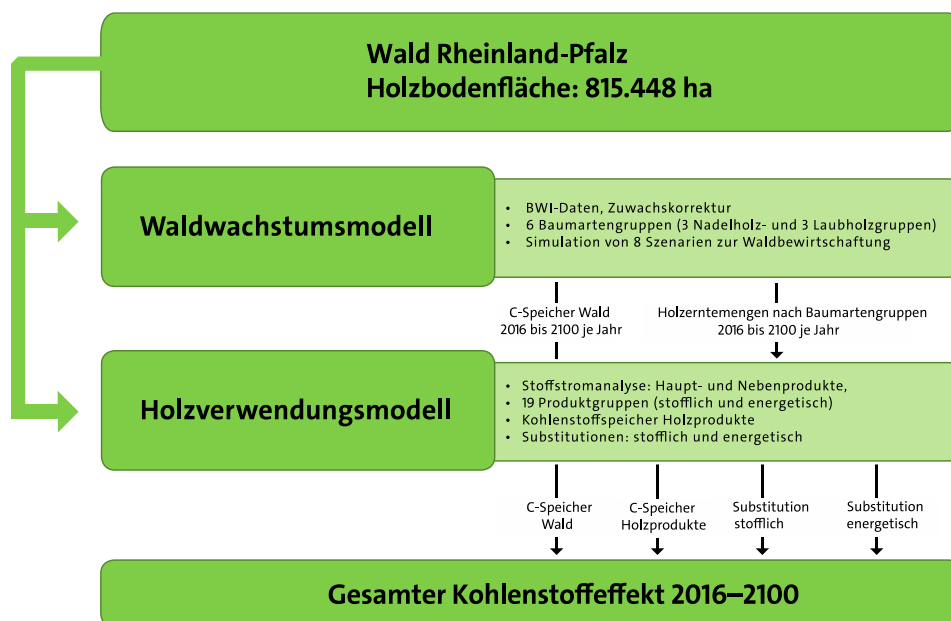 Wald Rheinland-Pfalz
Holzbodenfläche: 815.448 ha
Waldwachstumsmodell
• BWI-Daten, Zuwachskorrektur
• 6 Baumartengruppen (3 Nadelholz- und 3 Laubholzgruppen)
• Simulation von 8 Szenarien zur Waldbewirtschaftung
C-Speicher Wald
2016 bis 2100 je Jahr
Holzerntemengen nach Baumartengruppen
2016 bis 2100 je Jahr
Holzverwendungsmodell
• Stoffstromanalyse: Haupt- und Nebenprodukte,
• 19 Produktgruppen (stofflich und energetisch)
• Kohlenstoffspeicher Holzprodukte
• Substitutionen: stofflich und energetisch
C-Speicher
Wald
C-Speicher
Holzprodukte
Substitution
stofflich
Substitution
energetisch
Gesamter Kohlenstoffeffekt 2016–2100